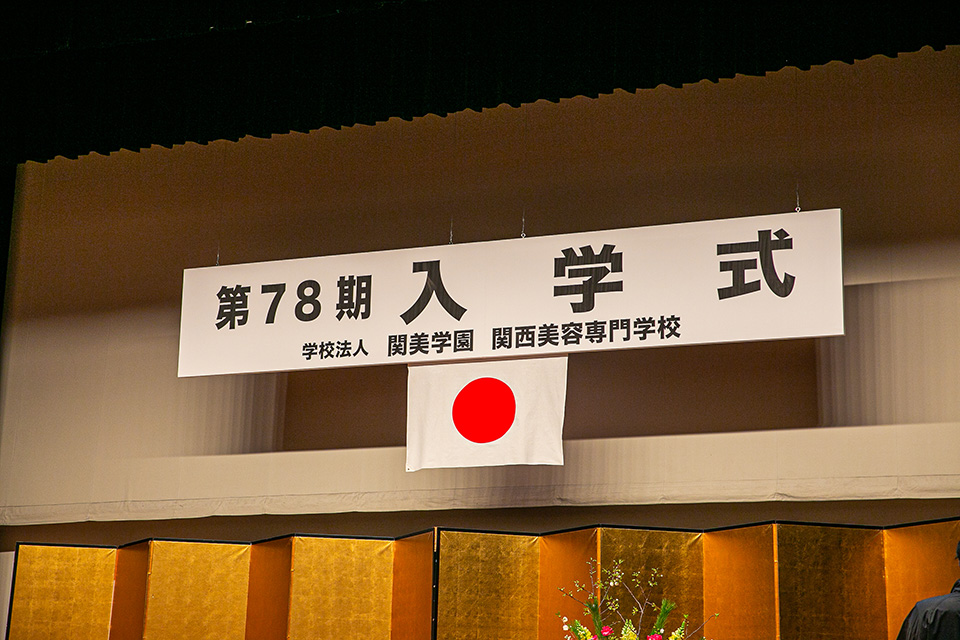 第78期 入学式
学校法人 関美学園 関西美容専門学校